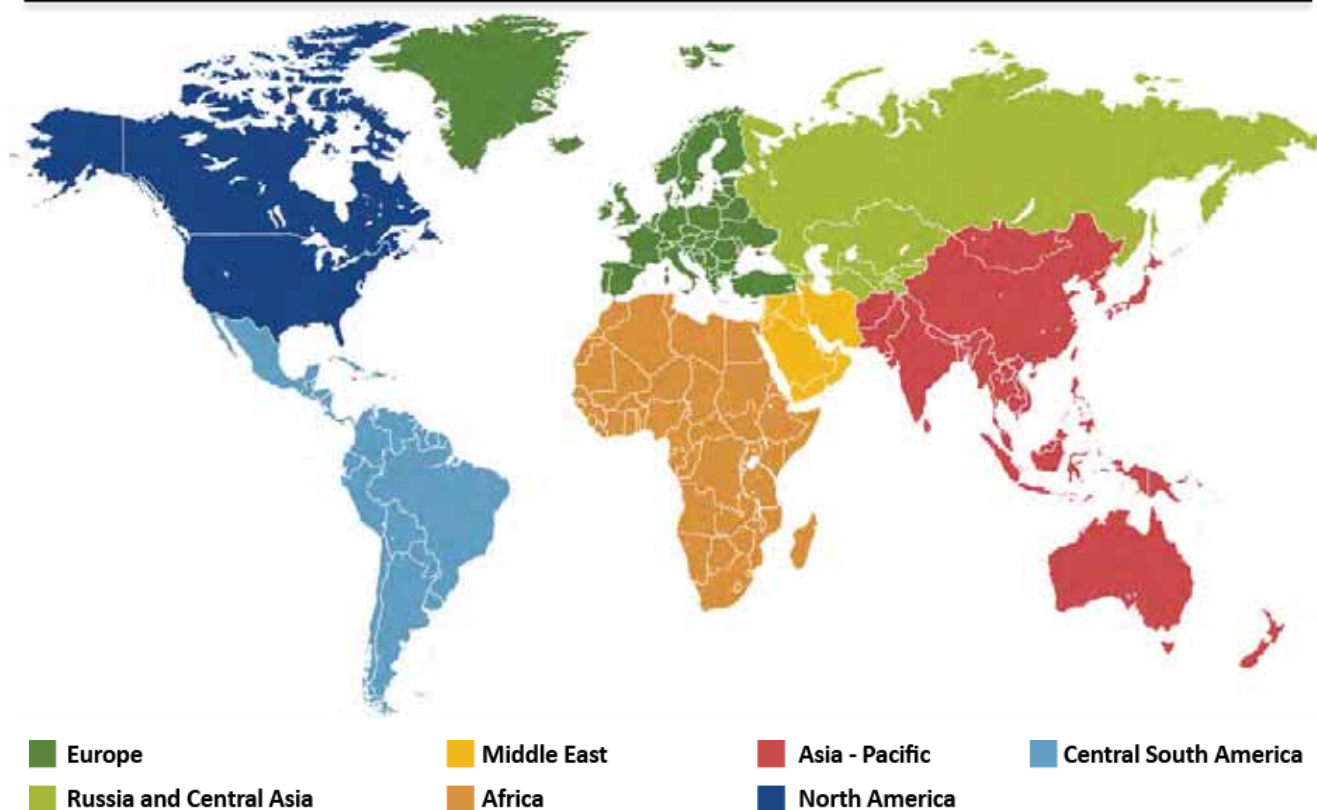 Europe
Middle East
Asia - Pacific
Central South America
Russia and Central Asia
Africa
North America